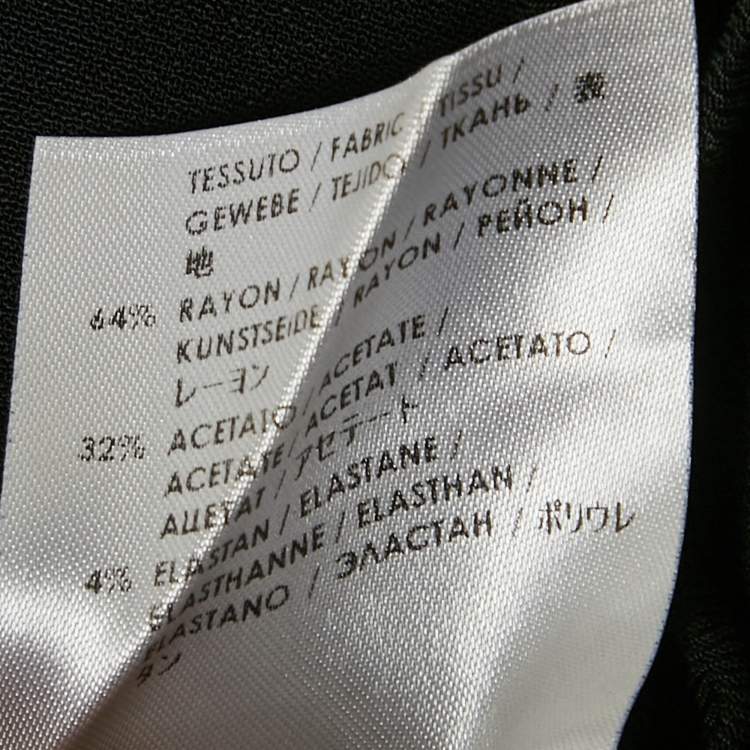 TESSUTO / FABRIC / TISSU /
GEWEBE / TEJIDO / ТКАНЬ / 表
地
64% RAYON / RAYON / RAYONNE /
KUNSTSEIDE / RAYON / РЕЙОН /
レーヨン
32% ACETATO / ACETATE /
ACETATE / ACETAT / ACETATO /
АЦЕТАТ / アセテート
4% ELASTAN / ELASTANE /
ELASTHANNE / ELASTHAN /
ELASTANO / ЭЛАСТАН / ポリウレ
タン